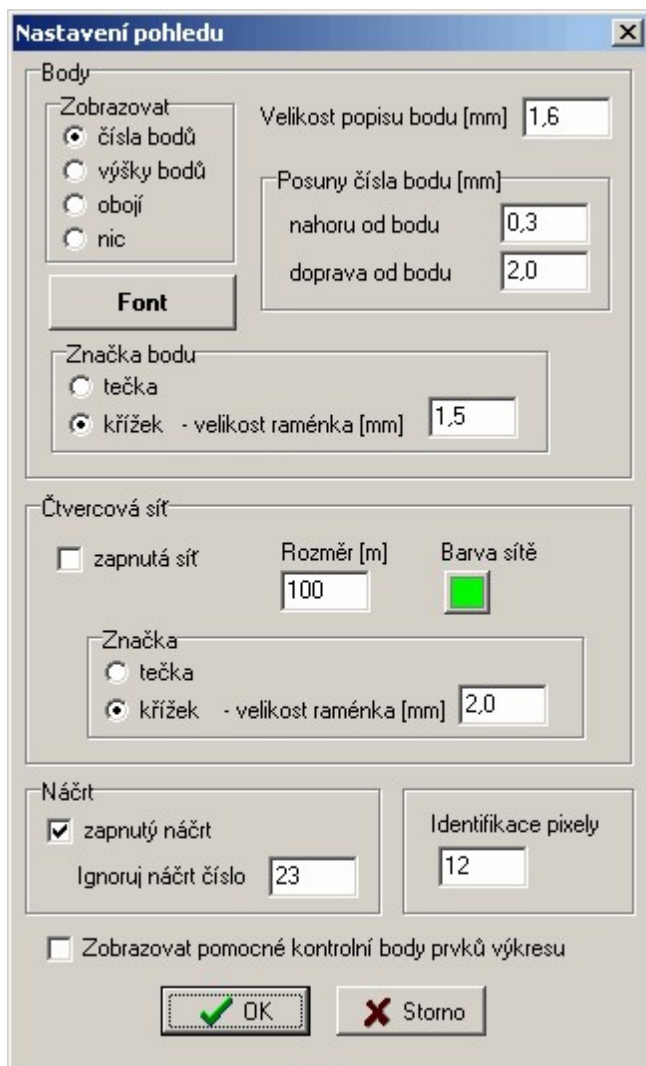 Nastavení pohledu
Body
Zobrazovat
čísla bodů
výšky bodů
obojí
nic
Velikost popisu bodu [mm] 1,6
Posuny čísla bodu [mm]
nahoru od bodu 0,3
doprava od bodu 2,0
Font
Značka bodu
tečka
křížek - velikost raménka [mm] 1,5
Čtvercová síť
zapnutá síť
Rozměr [m]
100
Barva sítě
Značka
tečka
křížek - velikost raménka [mm] 2,0
Náčrt
zapnutý náčrt
Ignoruj náčrt číslo 23
Identifikace pixely
12
Zobrazovat pomocné kontrolní body prvků výkresu
OK
Storno